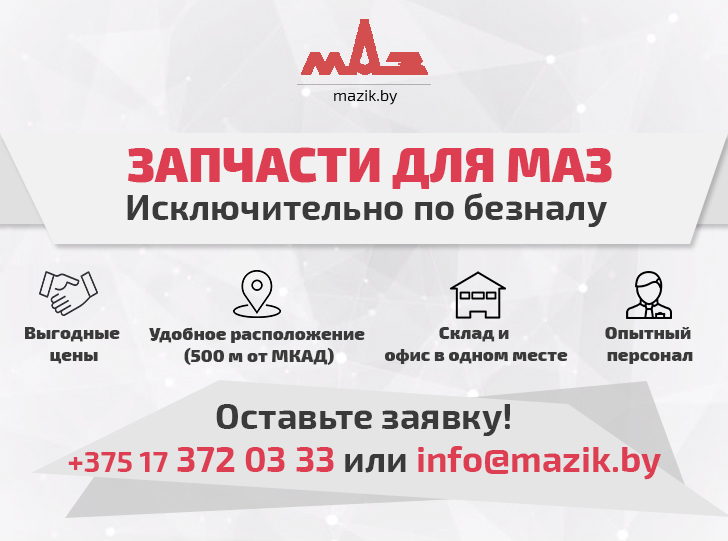 МАЗ
mazik.by
ЗАПЧАСТИ ДЛЯ МАЗ
Исключительно по безналу
Выгодные
цены
Удобное расположение
(500 м от МКАД)
Склад и
офис в одном месте
Опытный
персонал
Оставьте заявку!
+375 17 372 03 33 или info@mazik.by